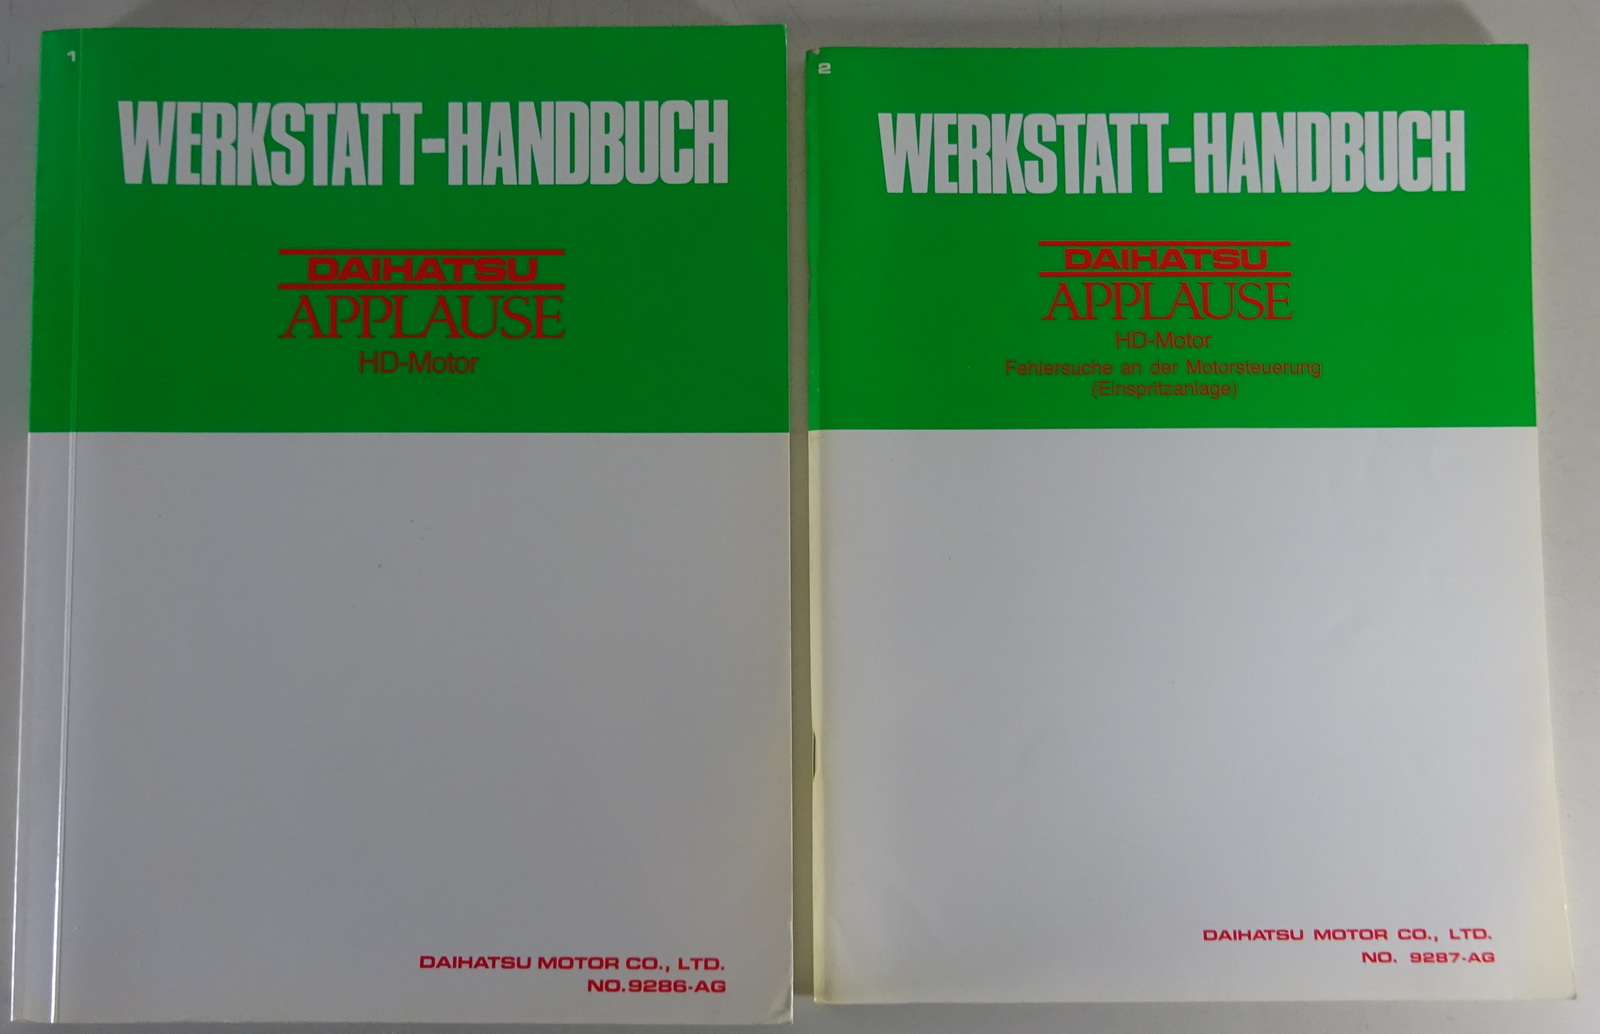 1
WERKSTATT-HANDBUCH
DAIHATSU
APPLAUSE
HD-Motor
DAIHATSU MOTOR CO., LTD.
NO.9286-AG
2
WERKSTATT-HANDBUCH
DAIHATSU
APPLAUSE
HD-Motor
Fehlersuche an der Motorsteuerung
(Einspritzanlage)
DAIHATSU MOTOR CO., LTD.
NO. 9287-AG